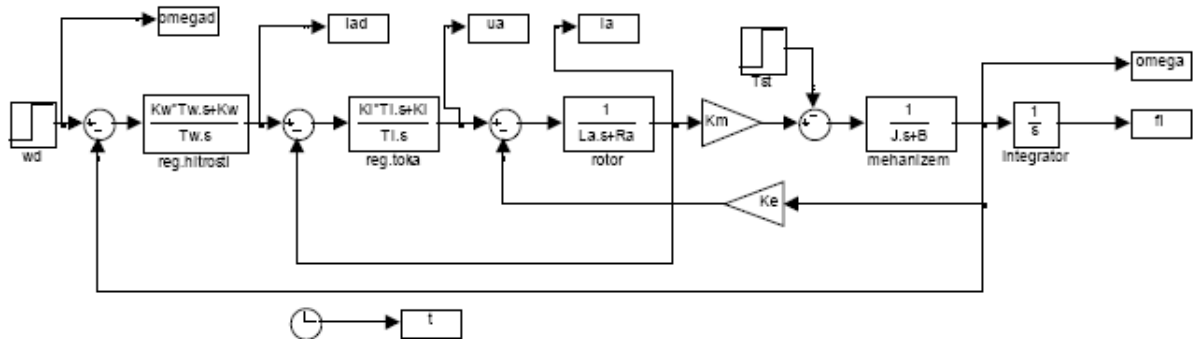 omegad
Iad
ua
Ia
Tst
omega
wd
Kw*Tw.s+Kw
Tw.s
reg.hitrosti
KI*TI.s+KI
TI.s
reg.toka
1
La.s+Ra
rotor
Km
1
J.s+B
mehanizem
1
s
Integrator
fi
Ke
t